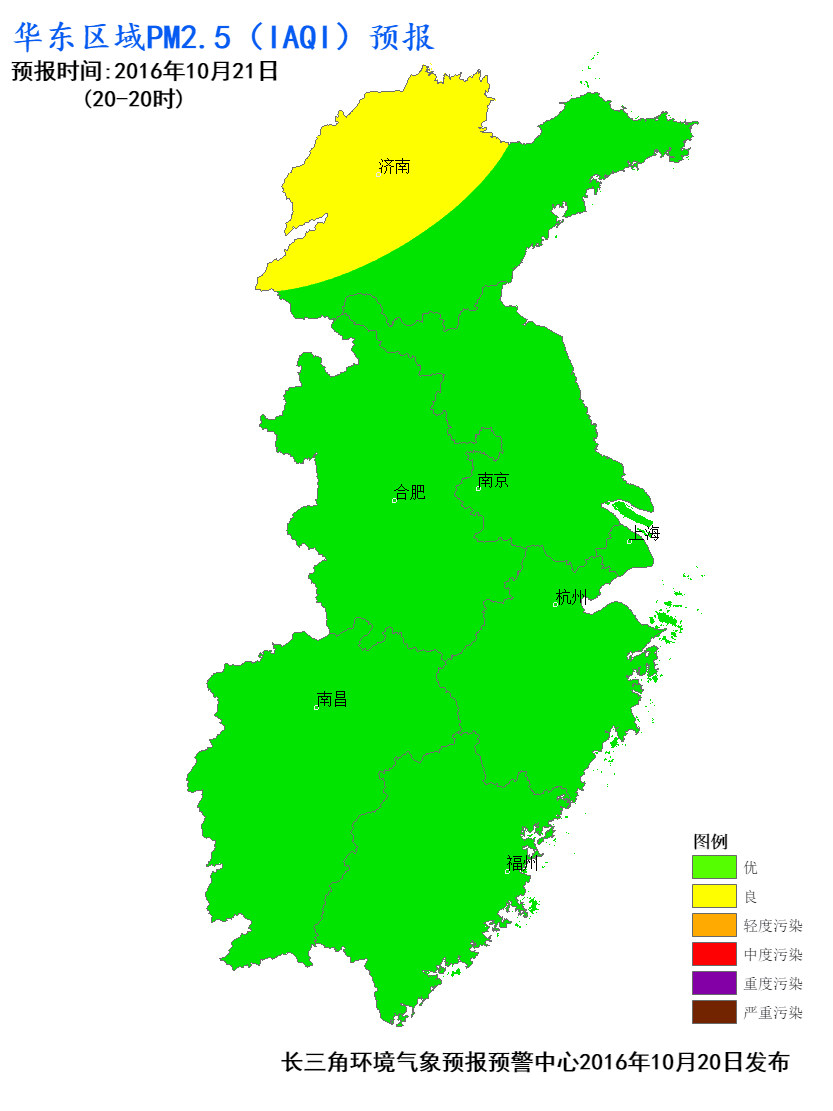 华东区域PM2.5（IAQI）预报
预报时间:2016年10月21日
(20-20时)
济南
南京
合肥
上海
杭州
南昌
福州
图例
优
良
轻度污染
中度污染
重度污染
严重污染
长三角环境气象预报预警中心2016年10月20日发布